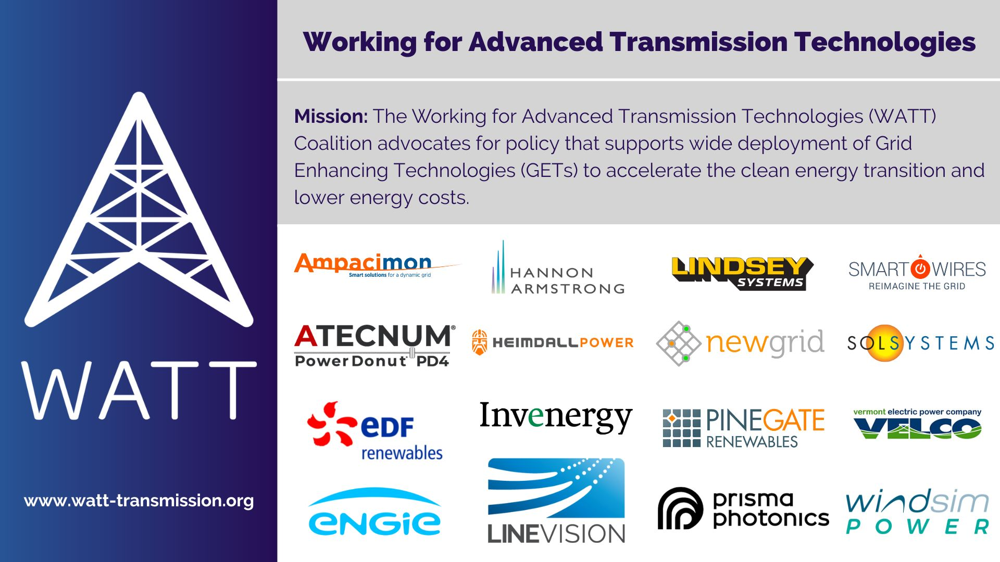 WATT
www.watt-transmission.org
Working for Advanced Transmission Technologies
Mission: The Working for Advanced Transmission Technologies (WATT)
Coalition advocates for policy that supports wide deployment of Grid
Enhancing Technologies (GETs) to accelerate the clean energy transition and
lower energy costs.
Ampacimon
Smart solutions for a dynamic grid
HANNON
ARMSTRONG
LINDSEY
SYSTEMS
SMART WIRES
REIMAGINE THE GRID
ATECNUM®
PowerDonut PD4
HEIMDALLPOWER
newgrid
SOLSYSTEMS
eDF
renewables
Invenergy
PINEGATE
RENEWABLES
vermont electric power company
VELCO
eNGie
LINEVISION
prisma
photonics
windsim
POWER